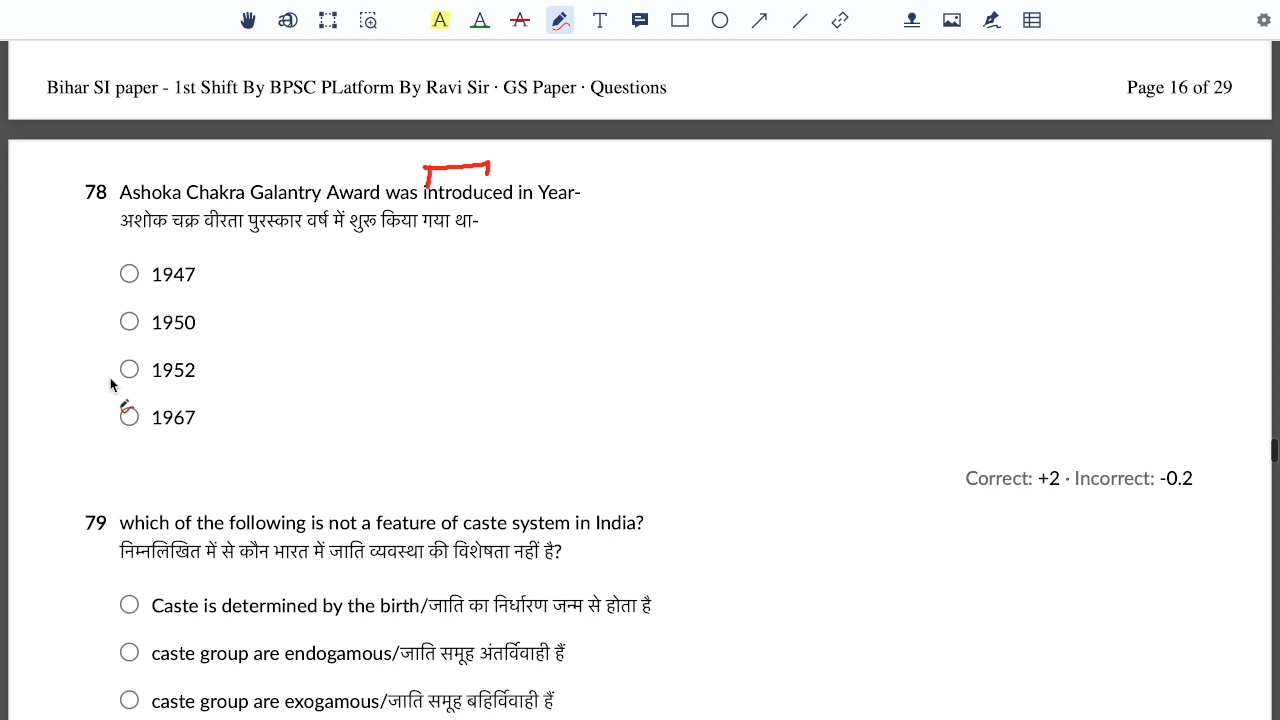 Bihar SI paper - 1st Shift By BPSC PLatform By Ravi Sir · GS Paper · Questions
Page 16 of 29
78 Ashoka Chakra Galantry Award was introduced in Year-
अशोक चक्र वीरता पुरस्कार वर्ष में शुरू किया गया था-
1947
1950
1952
1967
Correct: +2 · Incorrect: -0.2
79 which of the following is not a feature of caste system in India?
निम्नलिखित में से कौन भारत में जाति व्यवस्था की विशेषता नहीं है?
Caste is determined by the birth/जाति का निर्धारण जन्म से होता है
caste group are endogamous/जाति समूह अंतर्विवाही हैं
caste group are exogamous/जाति समूह बहिर्विवाही हैं